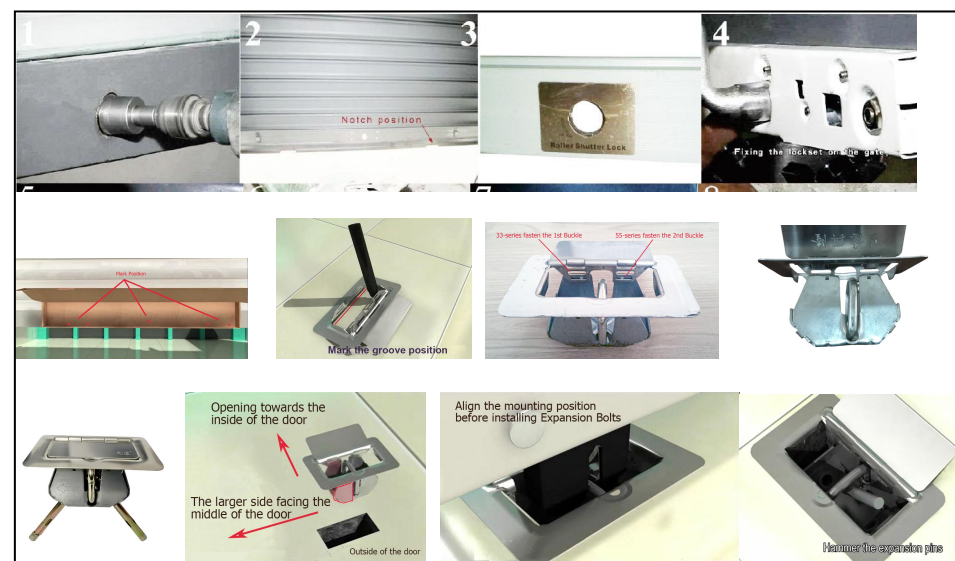 1
2
3
4
Notch position
Roller Shutter Lock
Fixing the lockset on the gate
Mark Position
Mark the groove position
33-series fasten the 1st Buckle
55-series fasten the 2nd Buckle
Opening towards the
inside of the door
The larger side facing the
middle of the door
Outside of the door
Align the mounting position
before installing Expansion Bolts
Hammer the expansion pins